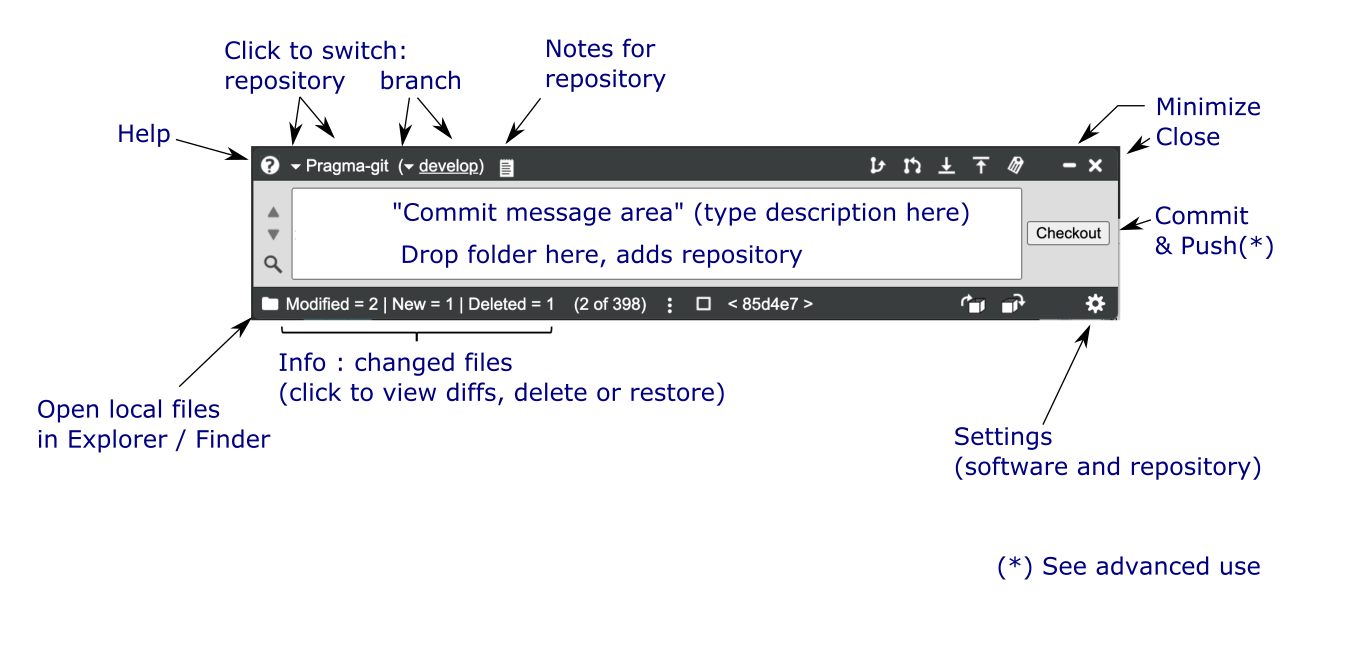 Click to switch:
repository
branch
Notes for
repository
Help
Minimize
Close
Pragma-git (develop)
"Commit message area" (type description here)
Drop folder here, adds repository
Checkout
Commit
& Push(*)
Modified = 2 | New = 1 | Deleted = 1 (2 of 398) < 85d4e7 >
Info : changed files
(click to view diffs, delete or restore)
Open local files
in Explorer / Finder
Settings
(software and repository)
(*) See advanced use